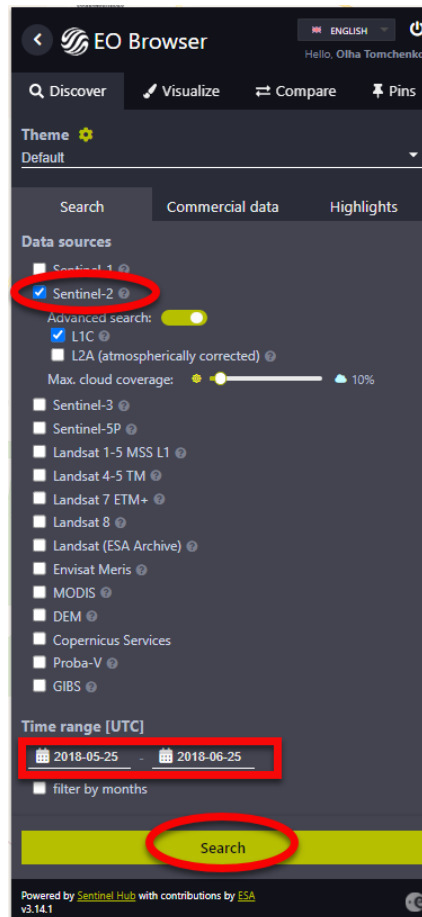 EO Browser
ENGLISH
Hello, Olha Tomchenko
Discover Visualize Compare Pins
Theme
Default
Search Commercial data Highlights
Data sources
Sentinel-1
Sentinel-2
Advanced search:
L1C
L2A (atmospherically corrected)
Max. cloud coverage: 10%
Sentinel-3
Sentinel-5P
Landsat 1-5 MSS L1
Landsat 4-5 TM
Landsat 7 ETM+
Landsat 8
Landsat (ESA Archive)
Envisat Meris
MODIS
DEM
Copernicus Services
Proba-V
GIBS
Time range [UTC]
2018-05-25 - 2018-06-25
filter by months
Search
Powered by Sentinel Hub with contributions by ESA
v3.14.1